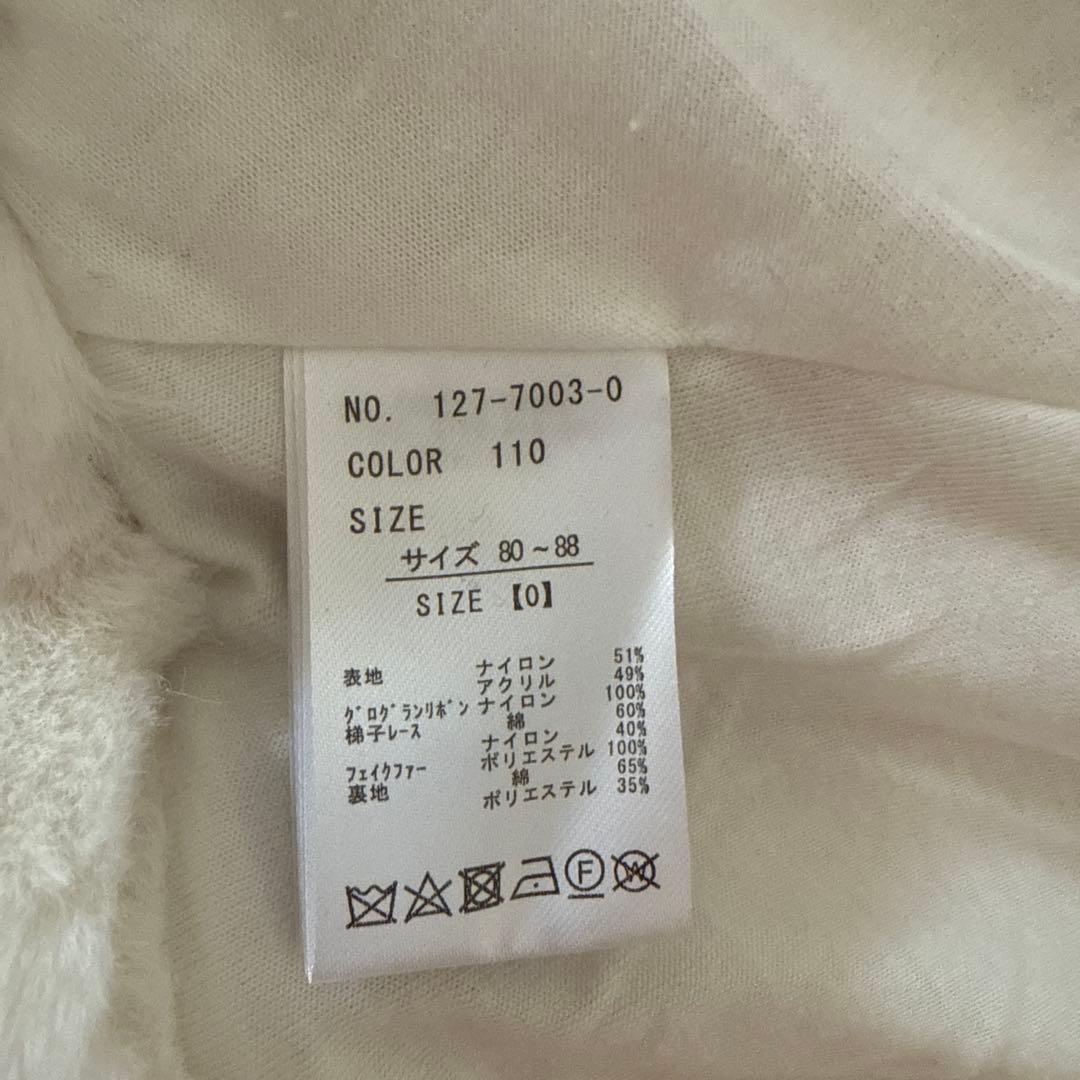 NO. 127-7003-0
COLOR 110
SIZE
サイズ 80~88
SIZE 【0】
表地 ナイロン 51%
アクリル 49%
グログランリボン ナイロン 100%
梯子レース 綿 60%
ナイロン 40%
フェイクファー ポリエステル 100%
裏地 綿 65%
ポリエステル 35%
F
W